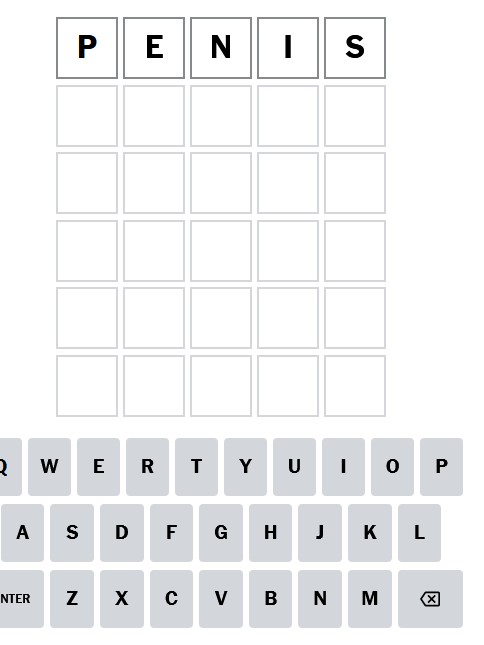 P E N I S
Q W E R T Y U I O P
A S D F G H J K L
NTER Z X C V B N M